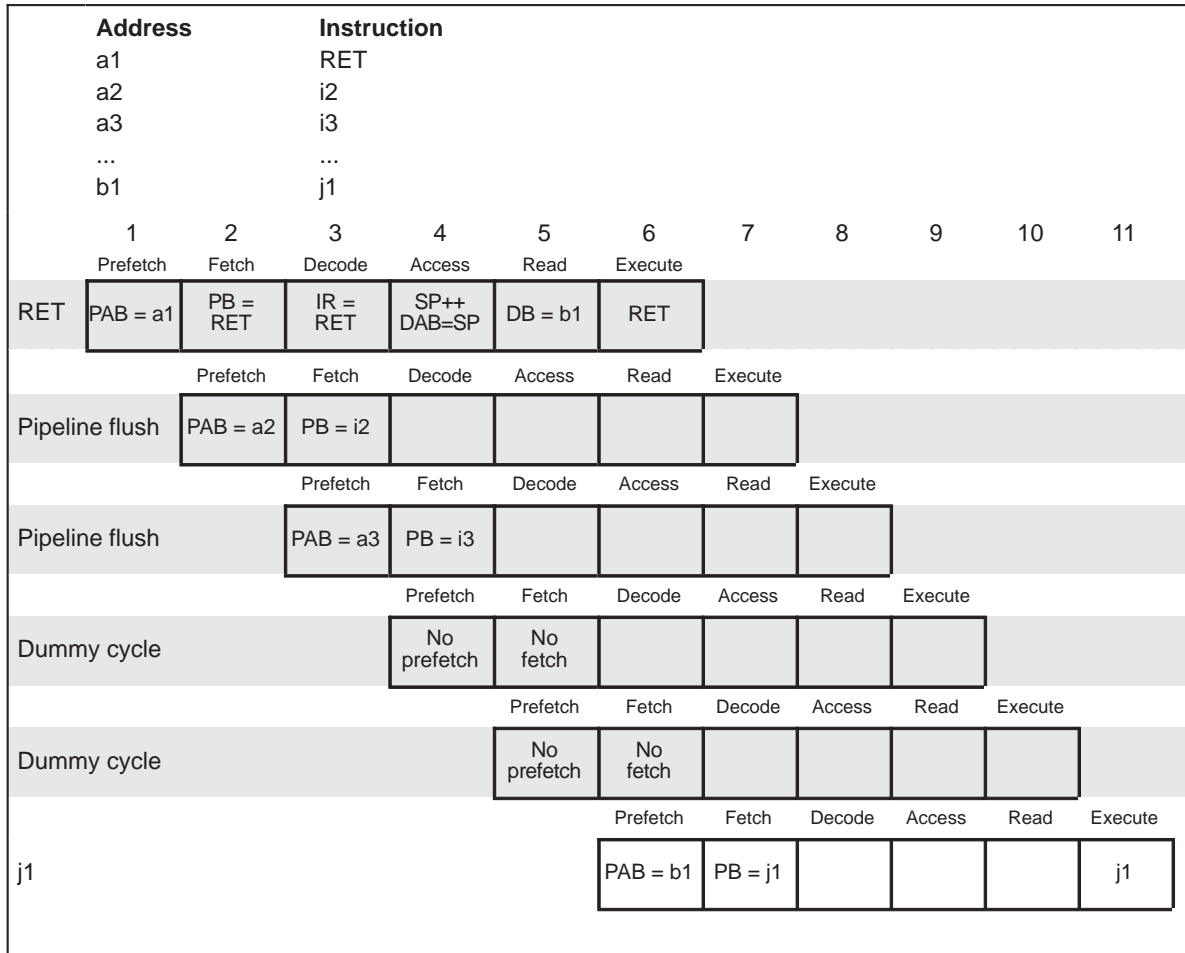 Address Instruction
a1 RET
a2 i2
a3 i3
... ...
b1 j1
1 2 3 4 5 6 7 8 9 10 11
Prefetch Fetch Decode Access Read Execute
RET PAB = a1 PB = RET IR = RET SP++ DAB=SP DB = b1 RET
Prefetch Fetch Decode Access Read Execute
Pipeline flush PAB = a2 PB = i2
Prefetch Fetch Decode Access Read Execute
Pipeline flush PAB = a3 PB = i3
Prefetch Fetch Decode Access Read Execute
Dummy cycle No prefetch No fetch
Prefetch Fetch Decode Access Read Execute
Dummy cycle No prefetch No fetch
Prefetch Fetch Decode Access Read Execute
j1 PAB = b1 PB = j1 j1